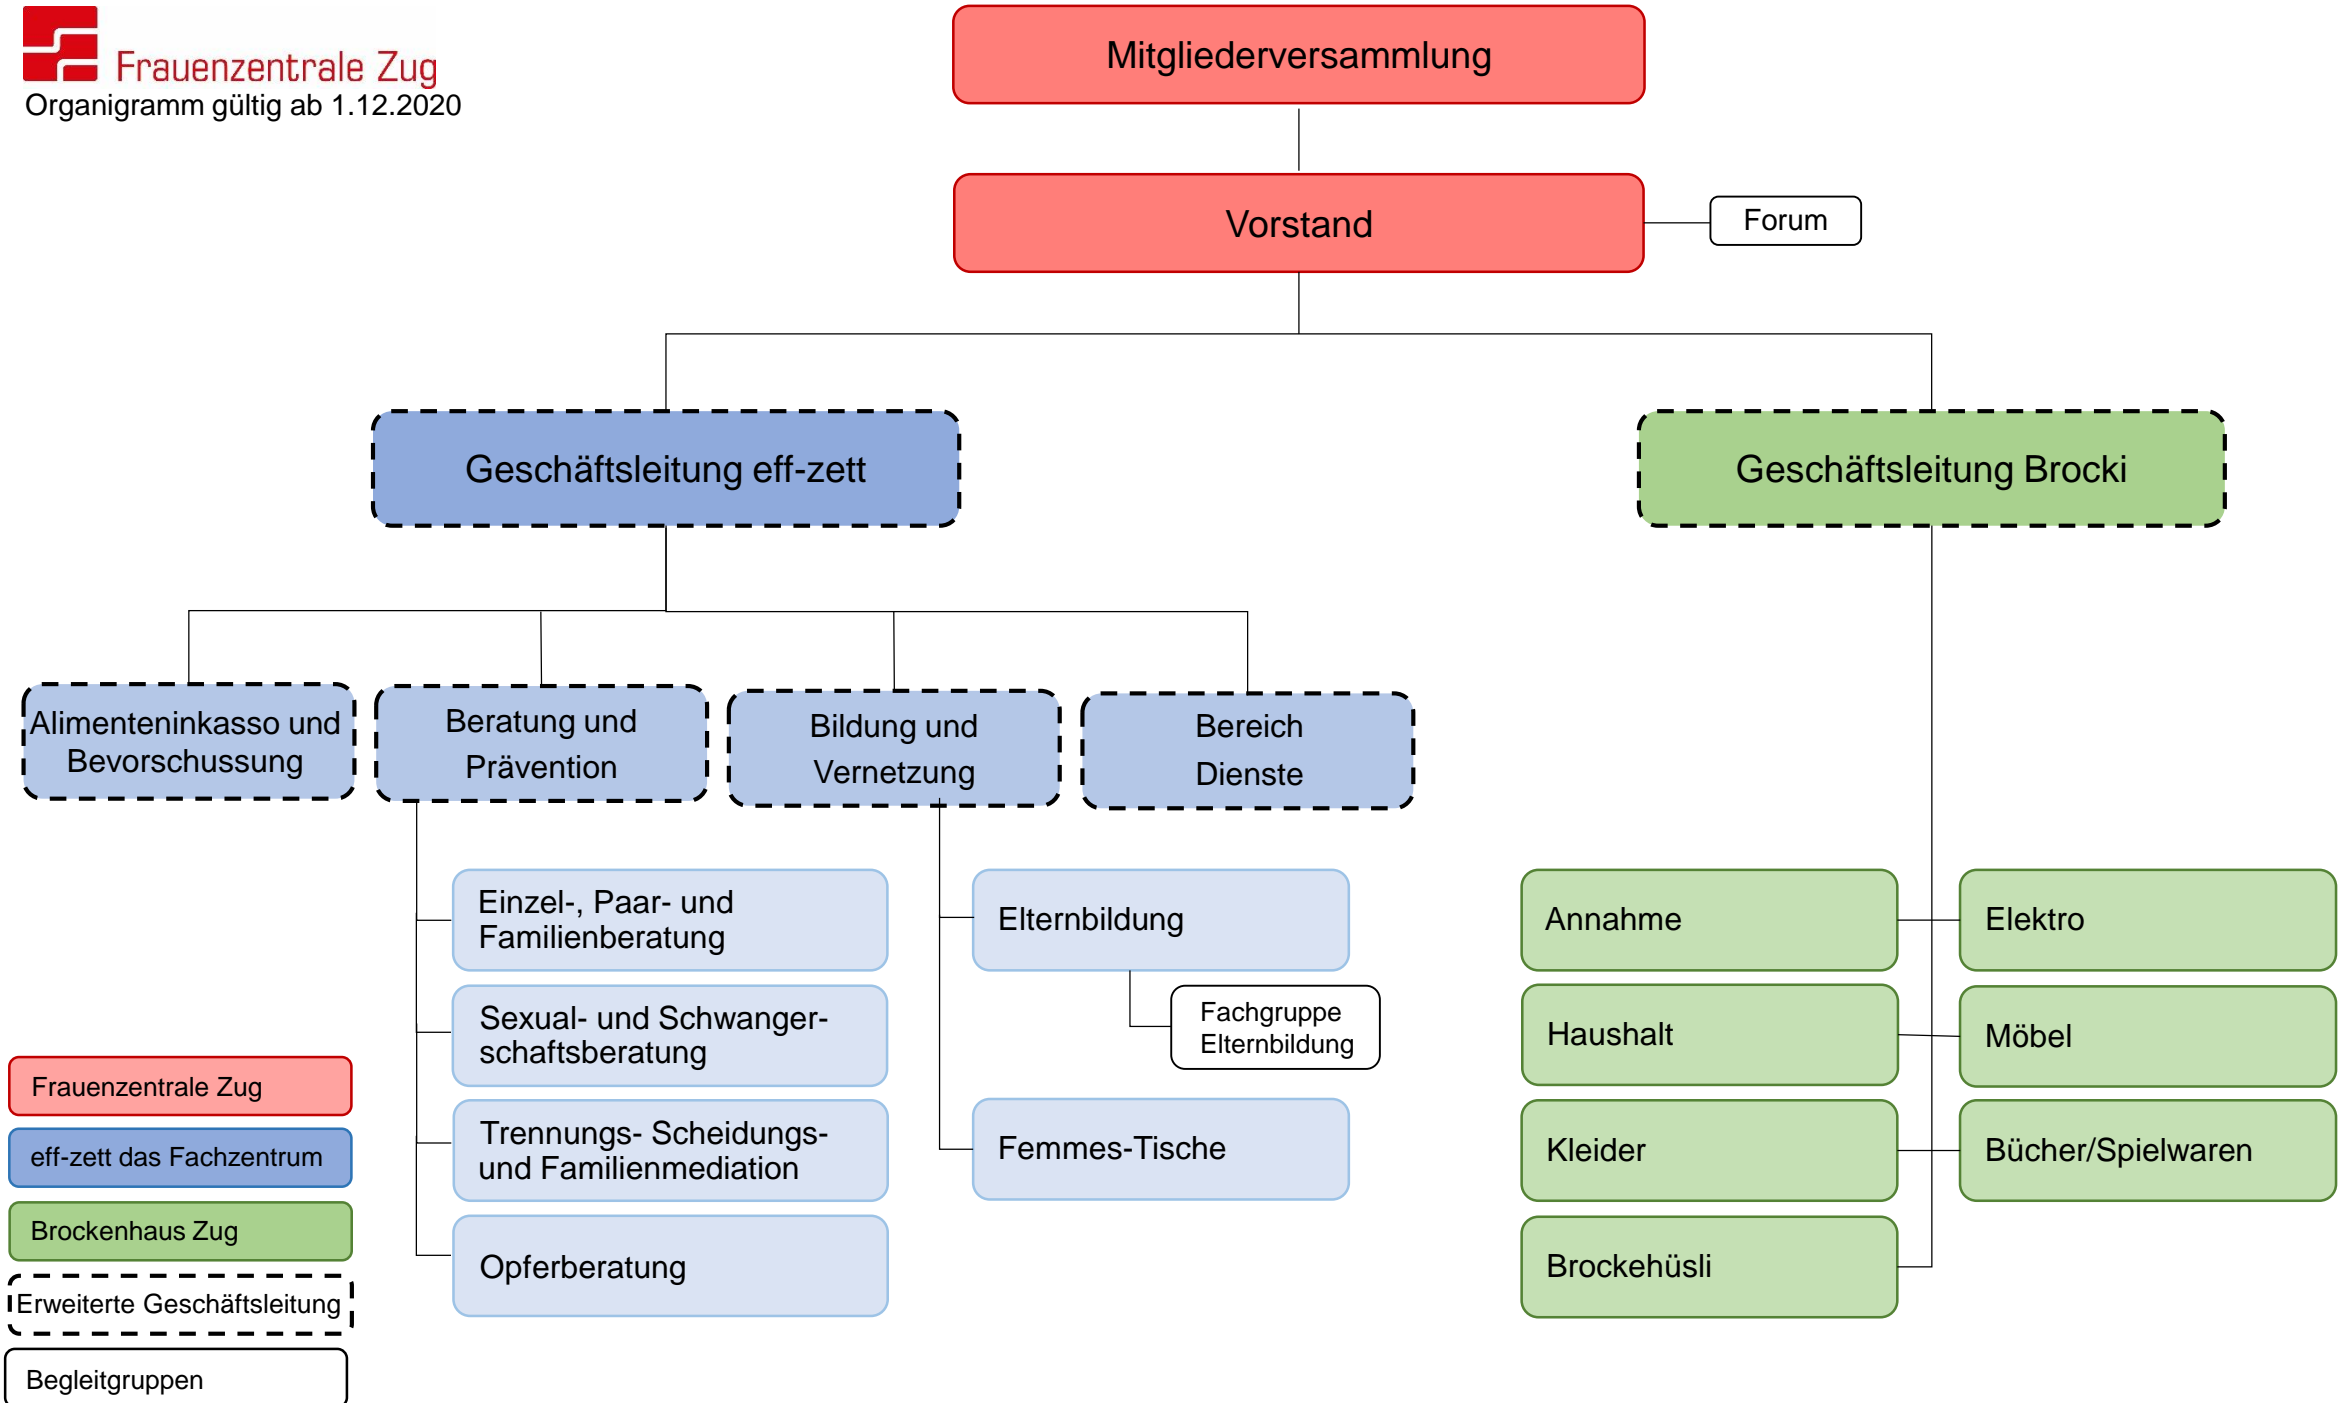 Frauenzentrale Zug
Organigramm gültig ab 1.12.2020
Mitgliederversammlung
Vorstand
Forum
Geschäftsleitung eff-zett
Geschäftsleitung Brocki
Alimenteninkasso und
Bevorschussung
Beratung und
Prävention
Bildung und
Vernetzung
Bereich
Dienste
Einzel-, Paar- und
Familienberatung
Sexual- und Schwanger-
schaftsberatung
Trennungs- Scheidungs-
und Familienmediation
Opferberatung
Elternbildung
Fachgruppe
Elternbildung
Femmes-Tische
Annahme
Elektro
Haushalt
Möbel
Kleider
Bücher/Spielwaren
Brockehüsli
Frauenzentrale Zug
eff-zett das Fachzentrum
Brockenhaus Zug
Erweiterte Geschäftsleitung
Begleitgruppen